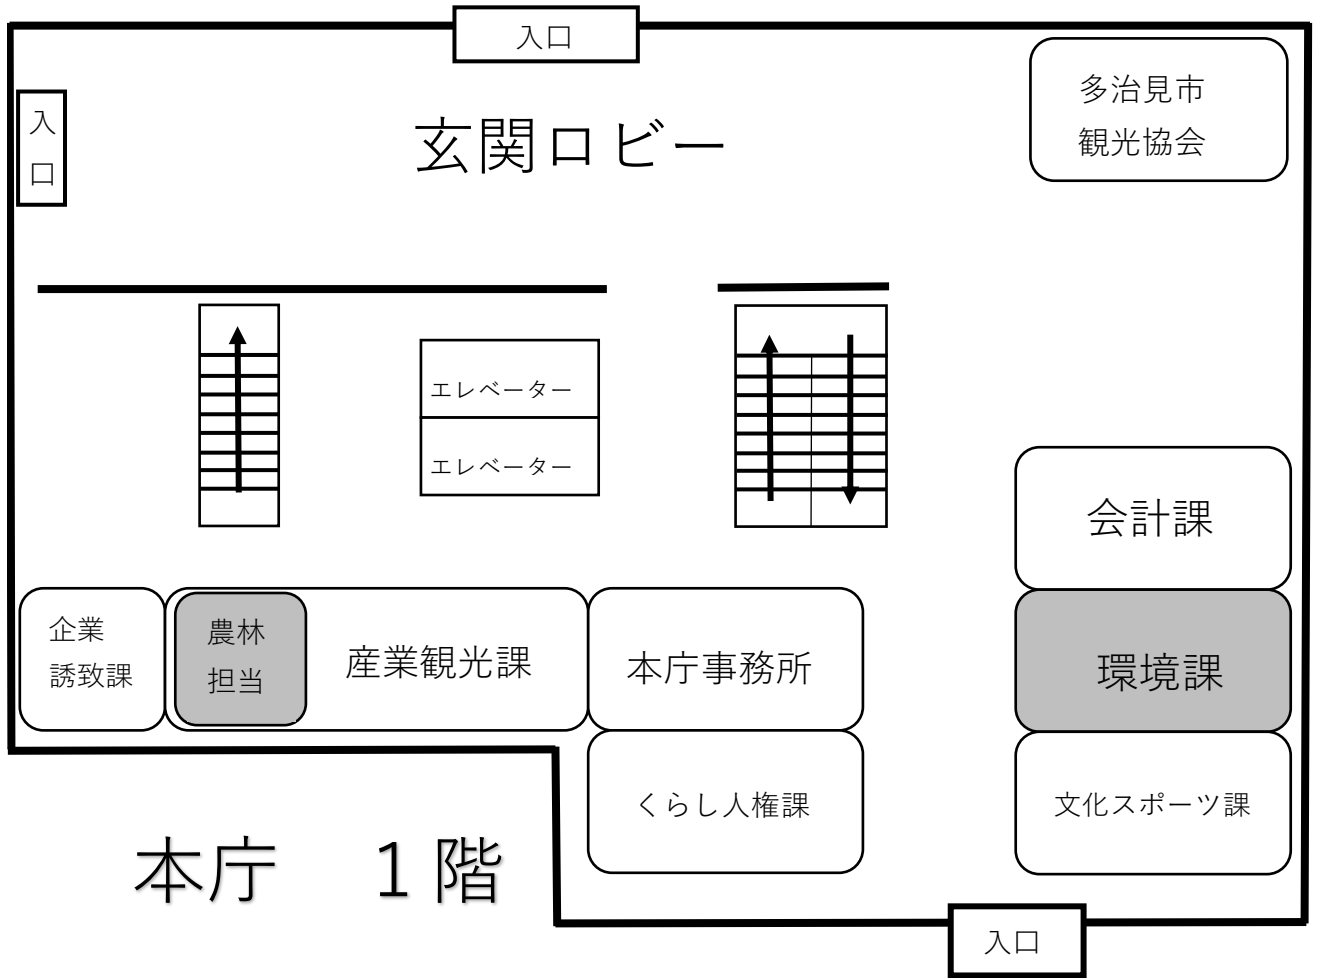 入口
多治見市
観光協会
入
口
玄関ロビー
エレベーター
エレベーター
会計課
企業
誘致課
農林
担当
産業観光課
本庁事務所
環境課
くらし人権課
文化スポーツ課
本庁　１階
入口